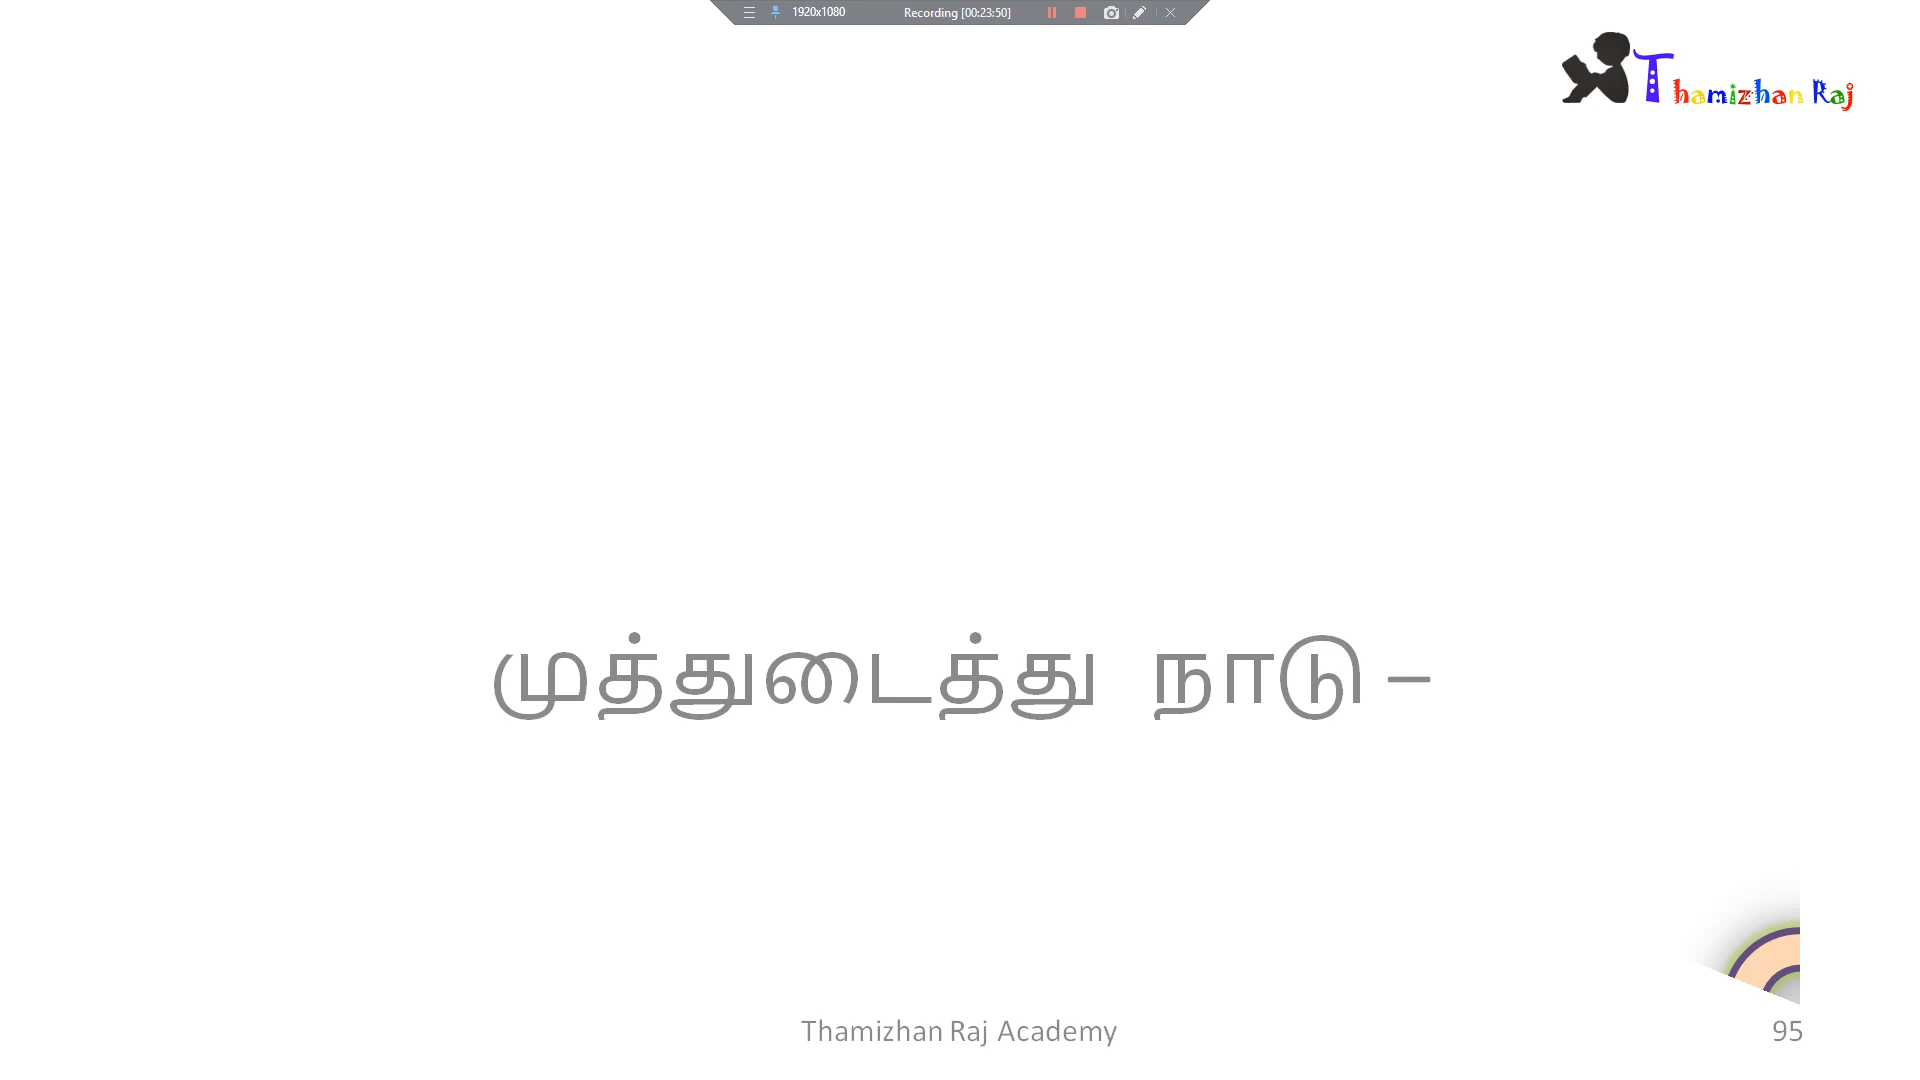 1920x1080 Recording [00:23:50]
Thamizhan Raj
முத்துடைத்து நாடு –
Thamizhan Raj Academy
95